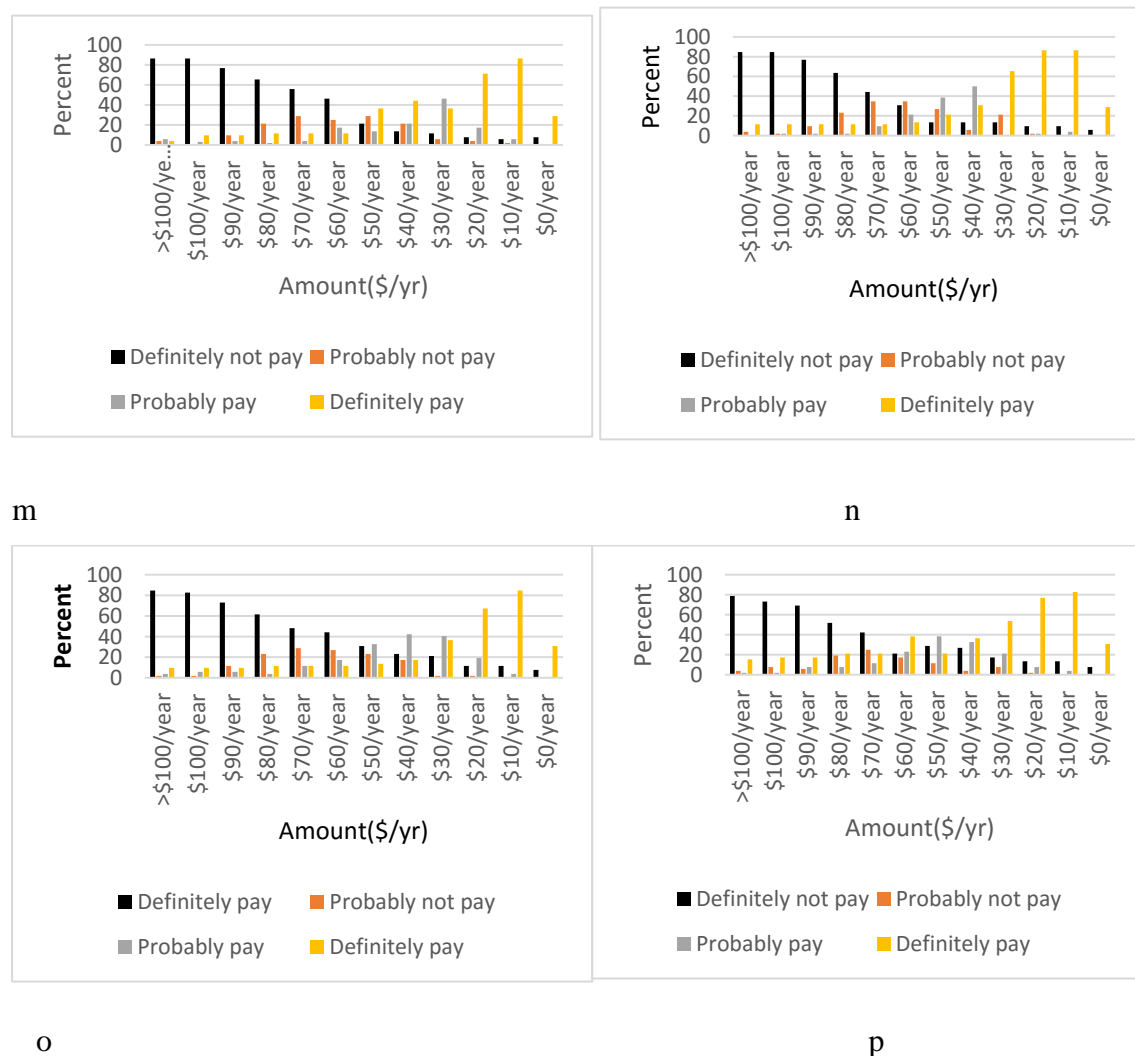 100
80
60
40
20
0
Percent
>$100/ye...
$100/year
$90/year
$80/year
$70/year
$60/year
$50/year
$40/year
$30/year
$20/year
$10/year
$0/year
Amount($/yr)
Definitely not pay Probably not pay
Probably pay Definitely pay
m
100
80
60
40
20
0
Percent
>$100/year
$100/year
$90/year
$80/year
$70/year
$60/year
$50/year
$40/year
$30/year
$20/year
$10/year
$0/year
Amount($/yr)
Definitely not pay Probably not pay
Probably pay Definitely pay
n
100
80
60
40
20
0
Percent
>$100/year
$100/year
$90/year
$80/year
$70/year
$60/year
$50/year
$40/year
$30/year
$20/year
$10/year
$0/year
Amount($/yr)
Definitely pay Probably not pay
Probably pay Definitely pay
o
100
80
60
40
20
0
Percent
>$100/year
$100/year
$90/year
$80/year
$70/year
$60/year
$50/year
$40/year
$30/year
$20/year
$10/year
$0/year
Amount($/yr)
Definitely not pay Probably not pay
Probably pay Definitely pay
p